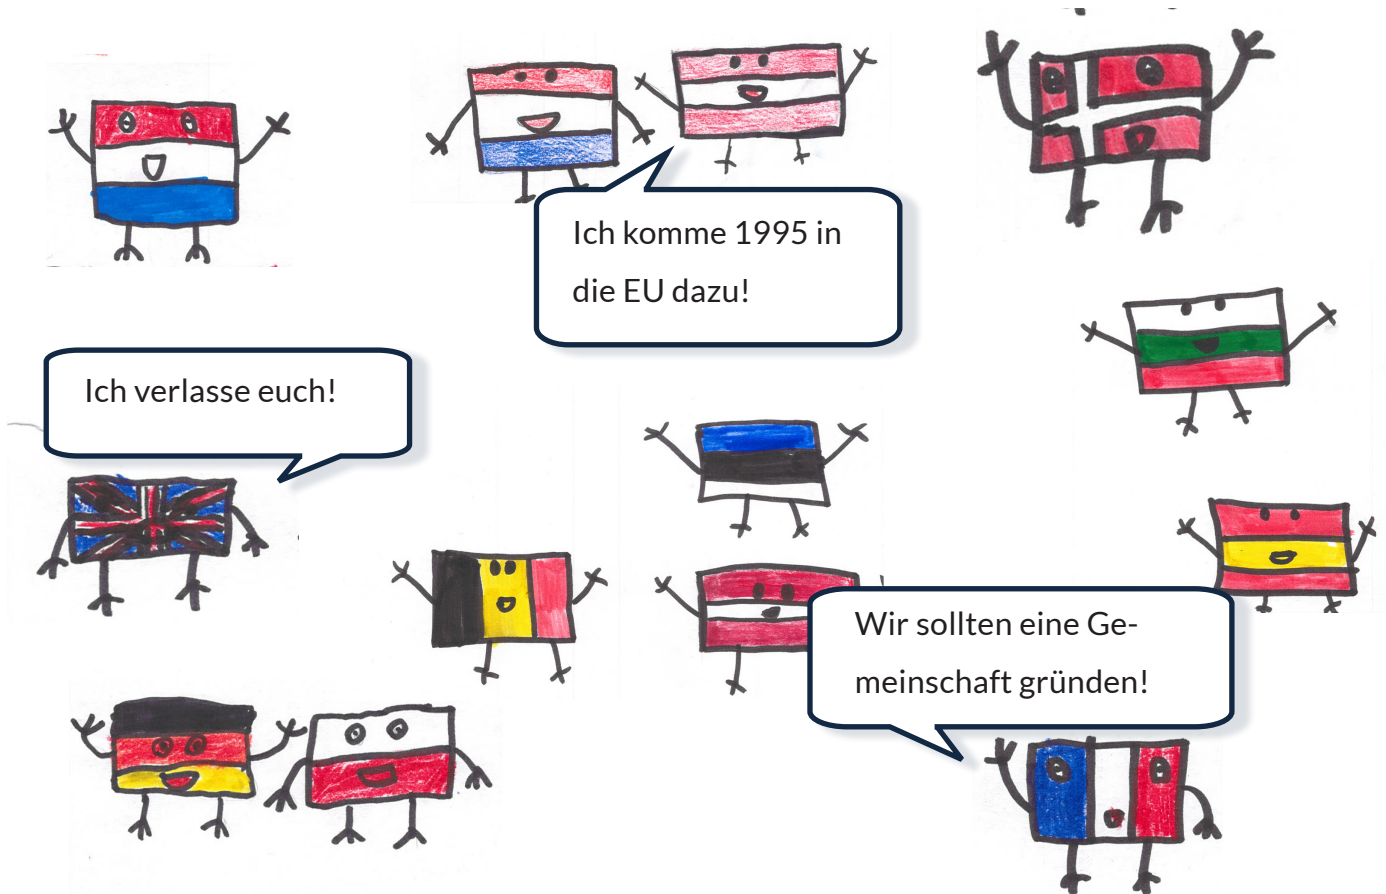 Ich komme 1995 in
die EU dazu!
Ich verlasse euch!
Wir sollten eine Ge-
meinschaft gründen!